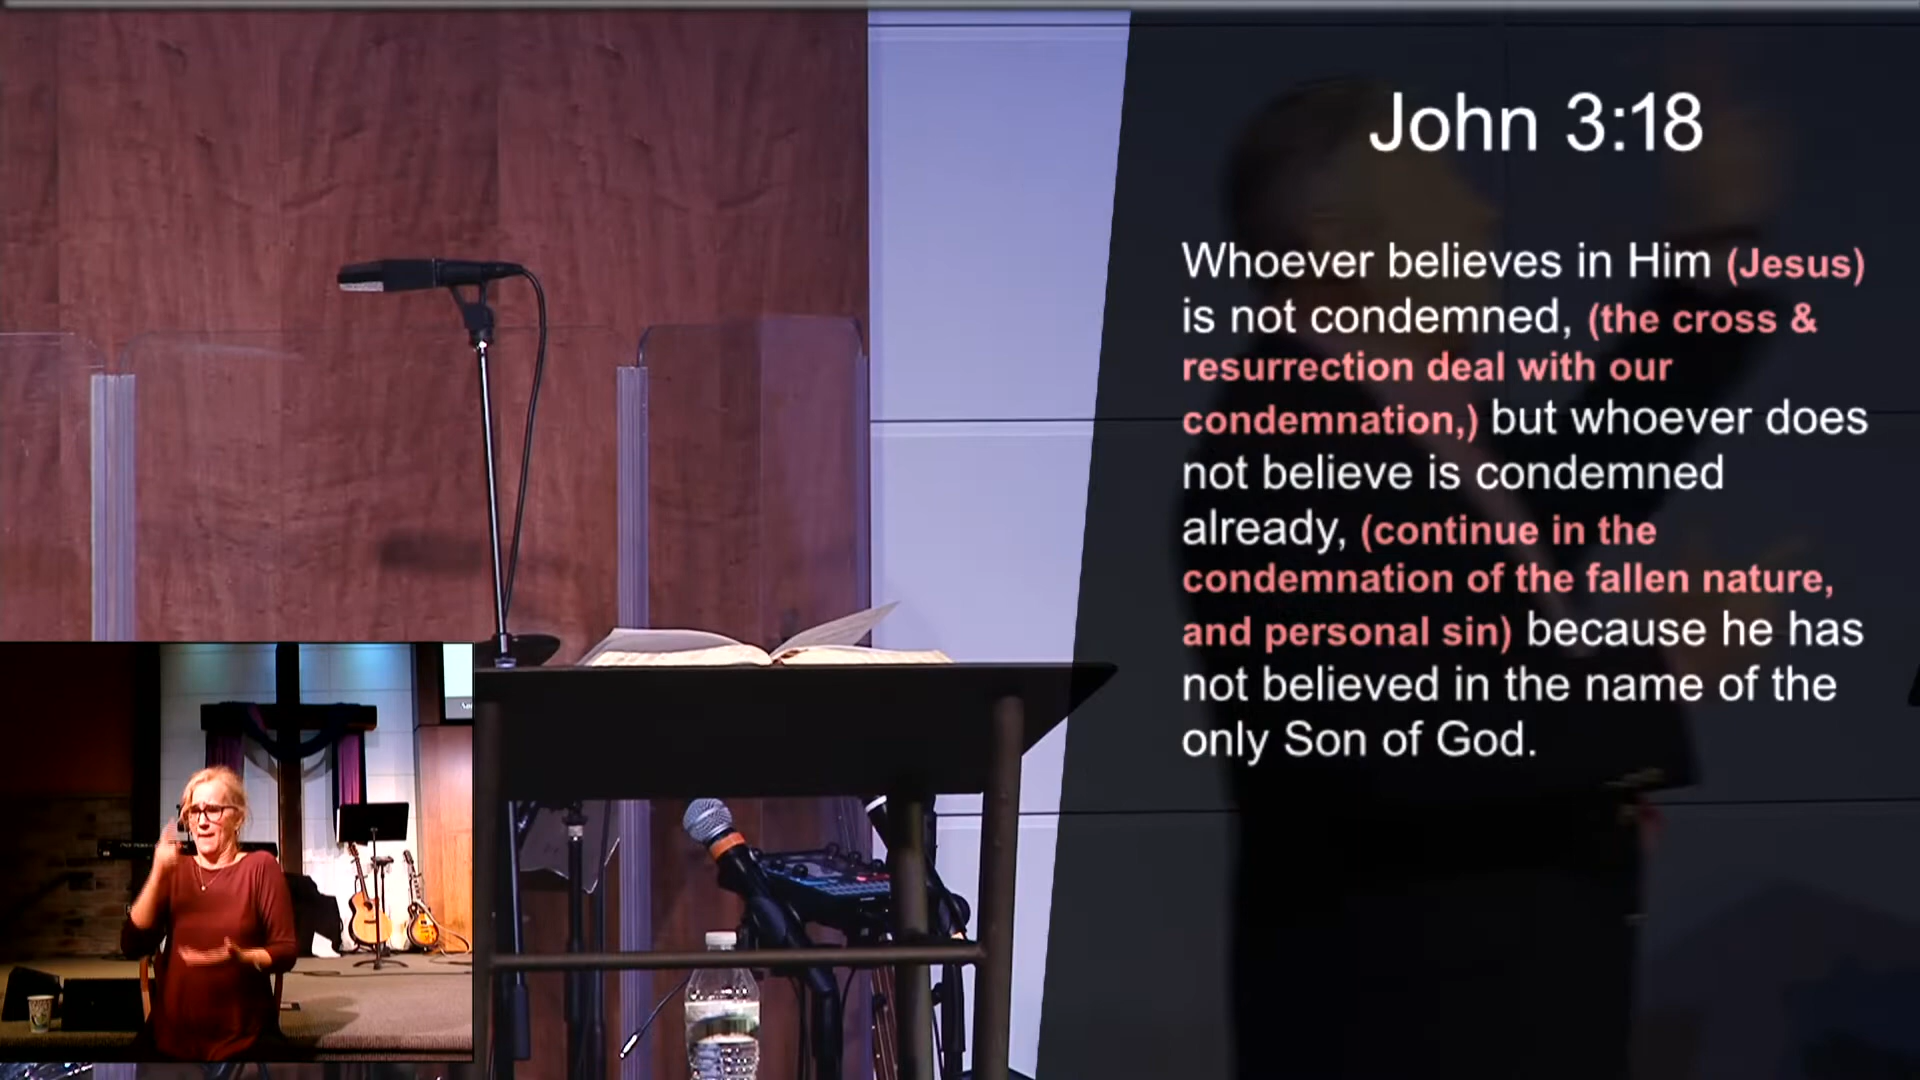 John 3:18
Whoever believes in Him (Jesus)
is not condemned, (the cross &
resurrection deal with our
condemnation,) but whoever does
not believe is condemned
already, (continue in the
condemnation of the fallen nature,
and personal sin) because he has
not believed in the name of the
only Son of God.